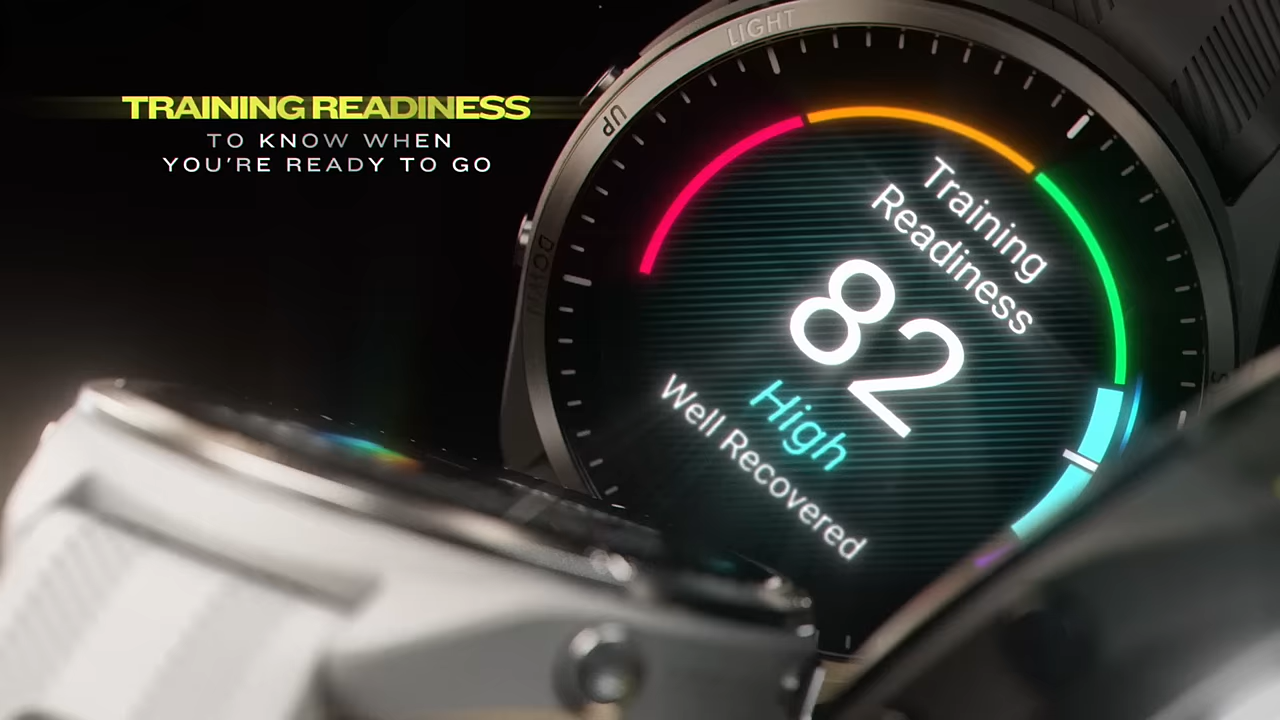 TRAINING READINESS
TO KNOW WHEN
YOU'RE READY TO GO
LIGHT
UP
DOWN
Training
Readiness
82
High
Well Recovered